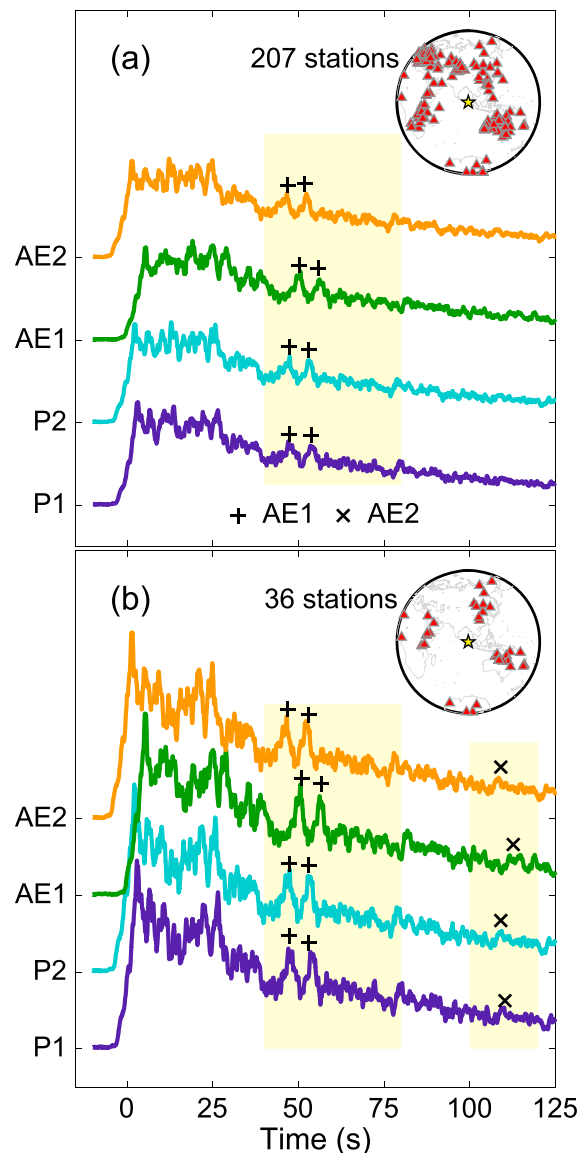 (a)
207 stations
AE2
AE1
P2
P1
+ AE1 × AE2
(b)
36 stations
AE2
AE1
P2
P1
0 25 50 75 100 125
Time (s)